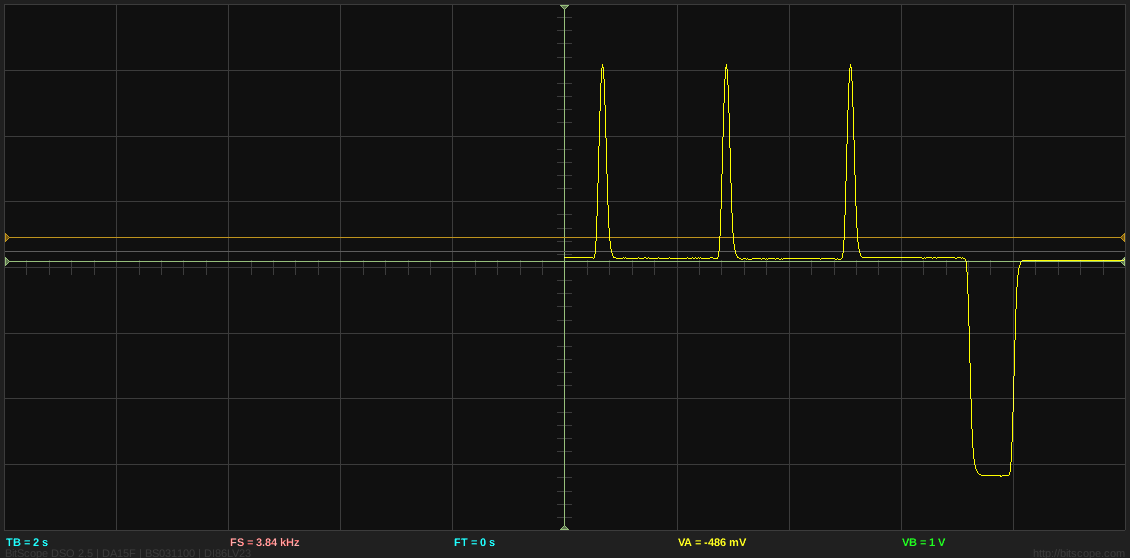 TB = 2 s FS = 3.84 kHz FT = 0 s VA = -486 mV VB = 1 V
BitScope DSO 2.5 | DA15F | BS031100 | DI86LV23 http://bitscope.com